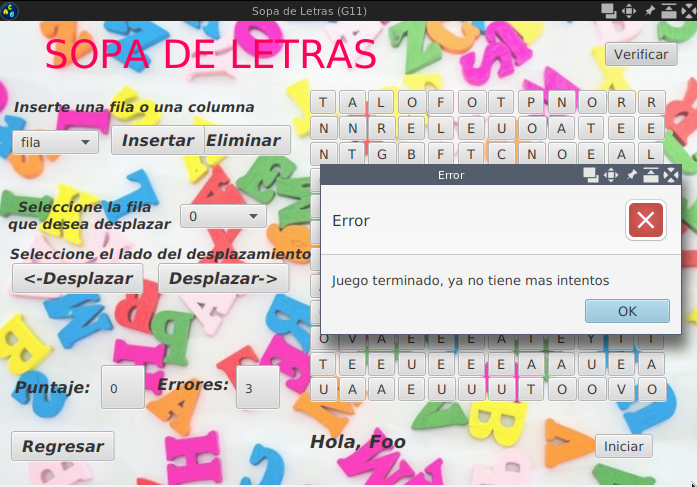 Sopa de Letras (G11)
SOPA DE LETRAS
Verificar
Inserte una fila o una columna
fila
Insertar
Eliminar
T A L O F O T P N O R R
N N R E L E U O A T E E
N T G B F T C N O E A L
Error
Error
Juego terminado, ya no tiene mas intentos
OK
Seleccione la fila
que desea desplazar
0
Seleccione el lado del desplazamiento
<-Desplazar
Desplazar->
T E E U E E E A A U E A
U A A E U U U T O O V O
Puntaje:
0
Errores:
3
Hola, Foo
Regresar
Iniciar